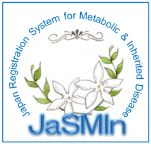 Japan Registration System for Metabolic & Inherited Disease
JaSMIn